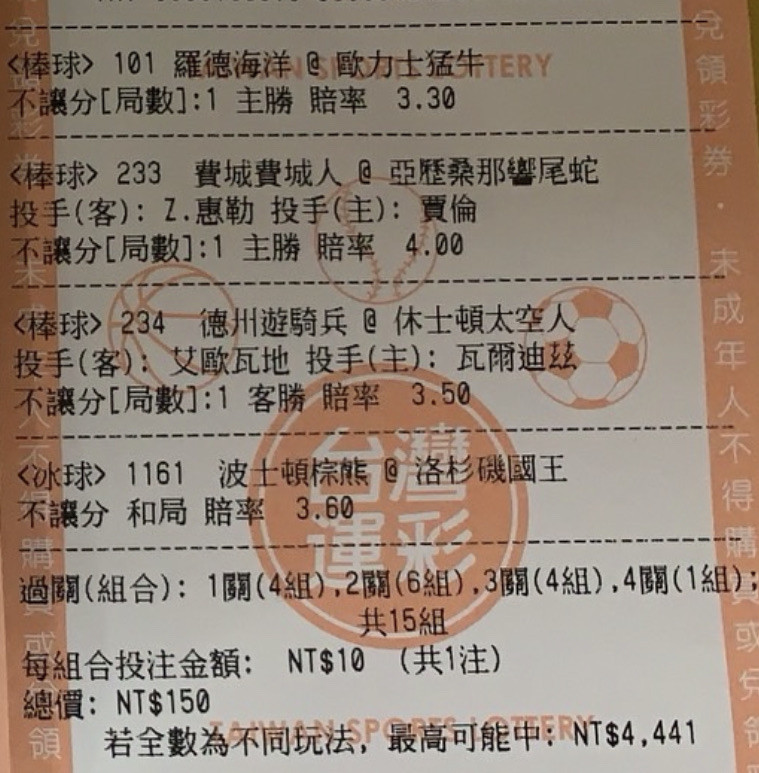 <棒球> 101 羅德海洋 @ 歐力士猛牛
不讓分[局數]:1 主勝 賠率 3.30
<棒球> 233 費城費城人 @ 亞歷桑那響尾蛇
投手(客): Z.惠勒 投手(主): 賈倫
不讓分[局數]:1 主勝 賠率 4.00
<棒球> 234 德州遊騎兵 @ 休士頓太空人
投手(客): 艾歐瓦地 投手(主): 瓦爾迪茲
不讓分[局數]:1 客勝 賠率 3.50
<冰球> 1161 波士頓棕熊 @ 洛杉磯國王
不讓分 和局 賠率 3.60
過關(組合): 1關(4組),2關(6組),3關(4組),4關(1組);
共15組
每組合投注金額: NT$10 (共1注)
總價: NT$150
若全數為不同玩法, 最高可能中: NT$4,441
TAIWAN SPORTS LOTTERY
台灣
運彩
TAIWAN SPORTS LOTTERY
兌領彩券．未成年人不得購買或兌領